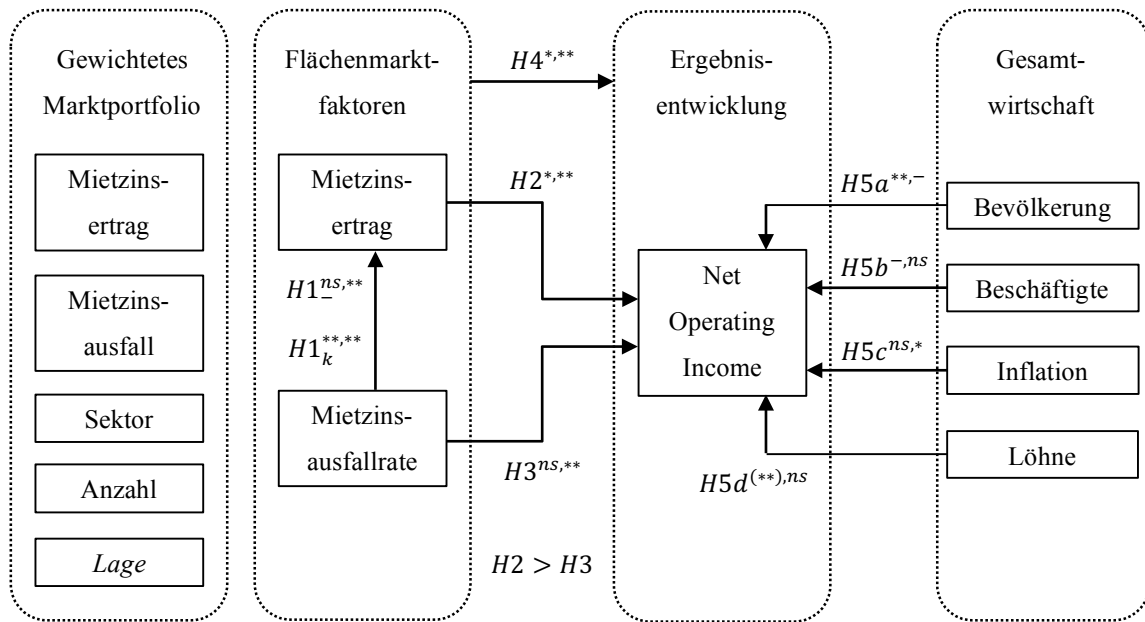 Gewichtetes
Marktportfolio
Mietzins-
ertrag
Mietzins-
ausfall
Sektor
Anzahl
Lage
Flächenmarkt-
faktoren
Mietzins-
ertrag
H1_^{ns,**}
H1_k^{**,**}
Mietzins-
ausfallrate
H4^{*,**}
H2^{*,**}
H3^{ns,**}
H2 > H3
Ergebnis-
entwicklung
Net
Operating
Income
H5a^{**,−}
H5b^{−,ns}
H5c^{ns,*}
H5d^{(**),ns}
Gesamt-
wirtschaft
Bevölkerung
Beschäftigte
Inflation
Löhne